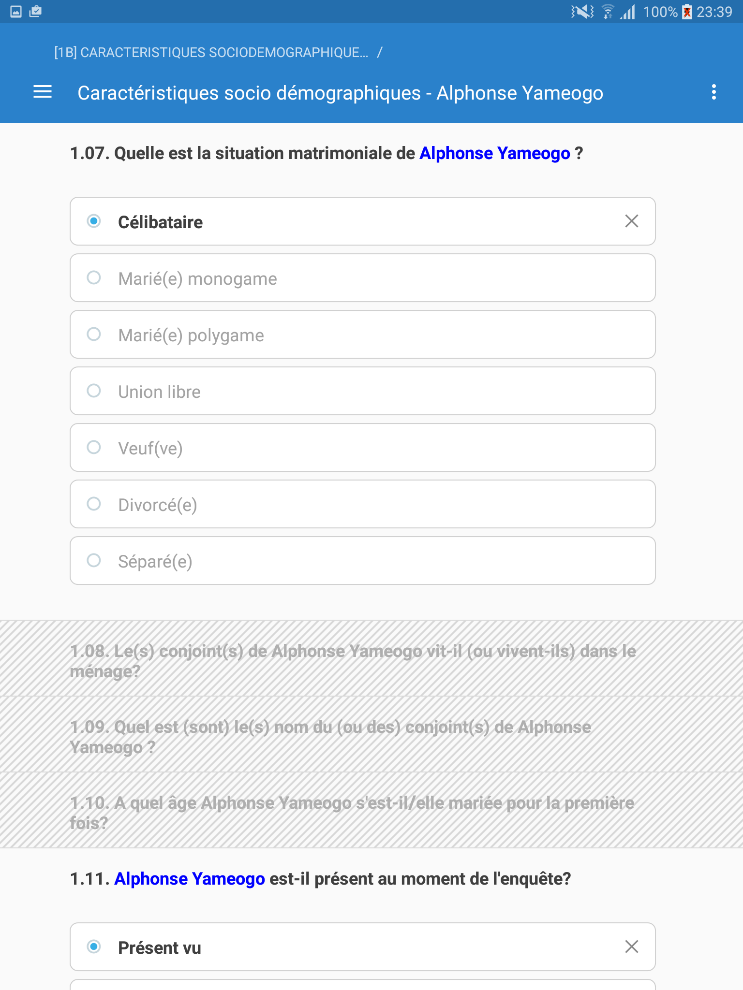 100% 23:39
[1B] CARACTERISTIQUES SOCIODEMOGRAPHIQUE... /
Caractéristiques socio démographiques - Alphonse Yameogo
1.07. Quelle est la situation matrimoniale de Alphonse Yameogo ?
Célibataire
Marié(e) monogame
Marié(e) polygame
Union libre
Veuf(ve)
Divorcé(e)
Séparé(e)
1.08. Le(s) conjoint(s) de Alphonse Yameogo vit-il (ou vivent-ils) dans le
ménage?
1.09. Quel est (sont) le(s) nom du (ou des) conjoint(s) de Alphonse
Yameogo ?
1.10. A quel âge Alphonse Yameogo s'est-il/elle mariée pour la première
fois?
1.11. Alphonse Yameogo est-il présent au moment de l'enquête?
Présent vu